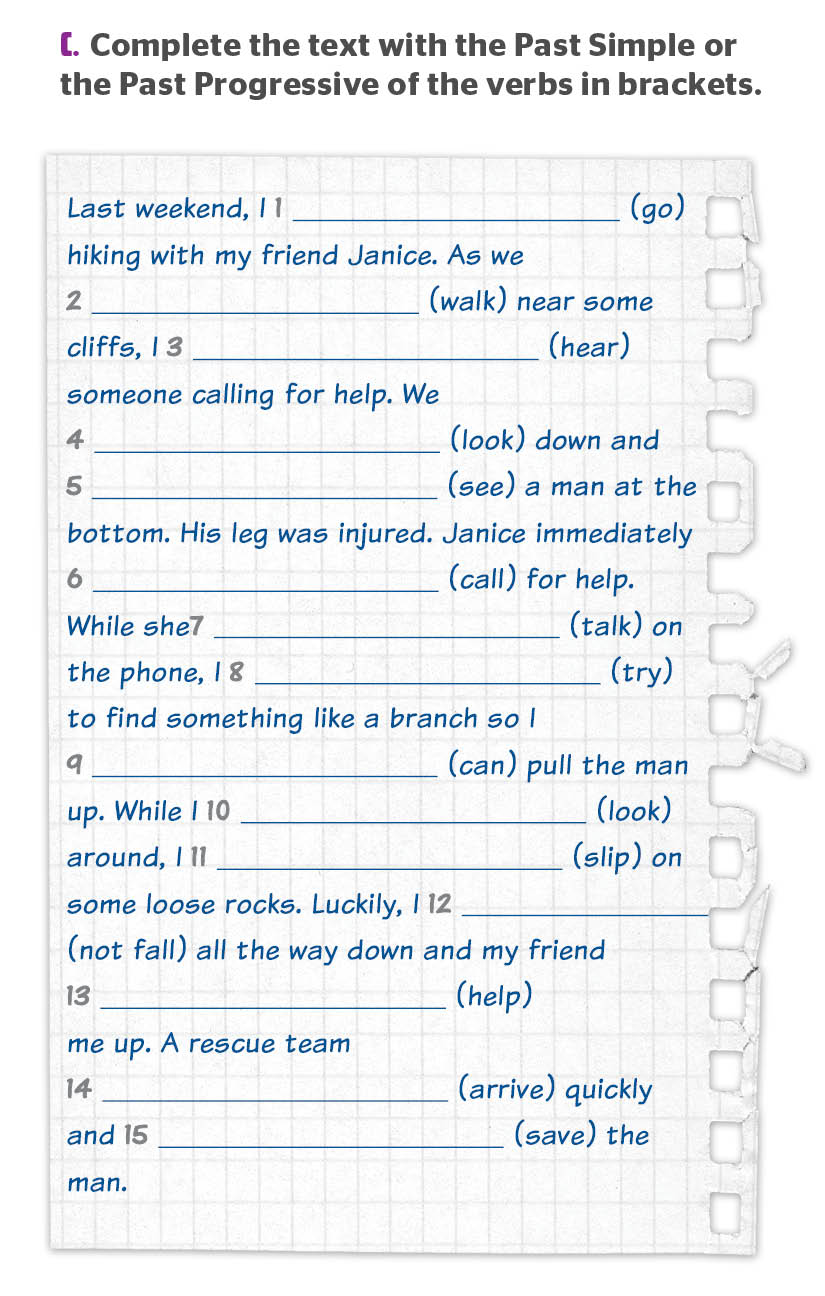 C. Complete the text with the Past Simple or
the Past Progressive of the verbs in brackets.
Last weekend, I 1 ____________________ (go)
hiking with my friend Janice. As we
2 ____________________ (walk) near some
cliffs, I 3 ____________________ (hear)
someone calling for help. We
4 ____________________ (look) down and
5 ____________________ (see) a man at the
bottom. His leg was injured. Janice immediately
6 ____________________ (call) for help.
While she7 ____________________ (talk) on
the phone, I 8 ____________________ (try)
to find something like a branch so I
9 ____________________ (can) pull the man
up. While I 10 ____________________ (look)
around, I 11 ____________________ (slip) on
some loose rocks. Luckily, I 12 ____________________
(not fall) all the way down and my friend
13 ____________________ (help)
me up. A rescue team
14 ____________________ (arrive) quickly
and 15 ____________________ (save) the
man.